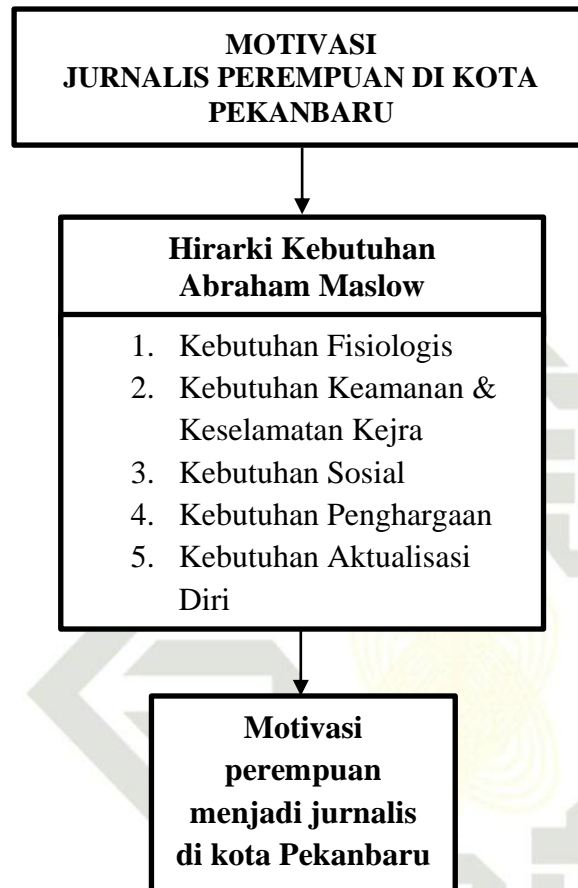 MOTIVASI
JURNALIS PEREMPUAN DI KOTA
PEKANBARU
Hirarki Kebutuhan
Abraham Maslow
1. Kebutuhan Fisiologis
2. Kebutuhan Keamanan &
Keselamatan Kejra
3. Kebutuhan Sosial
4. Kebutuhan Penghargaan
5. Kebutuhan Aktualisasi
Diri
Motivasi
perempuan
menjadi jurnalis
di kota Pekanbaru